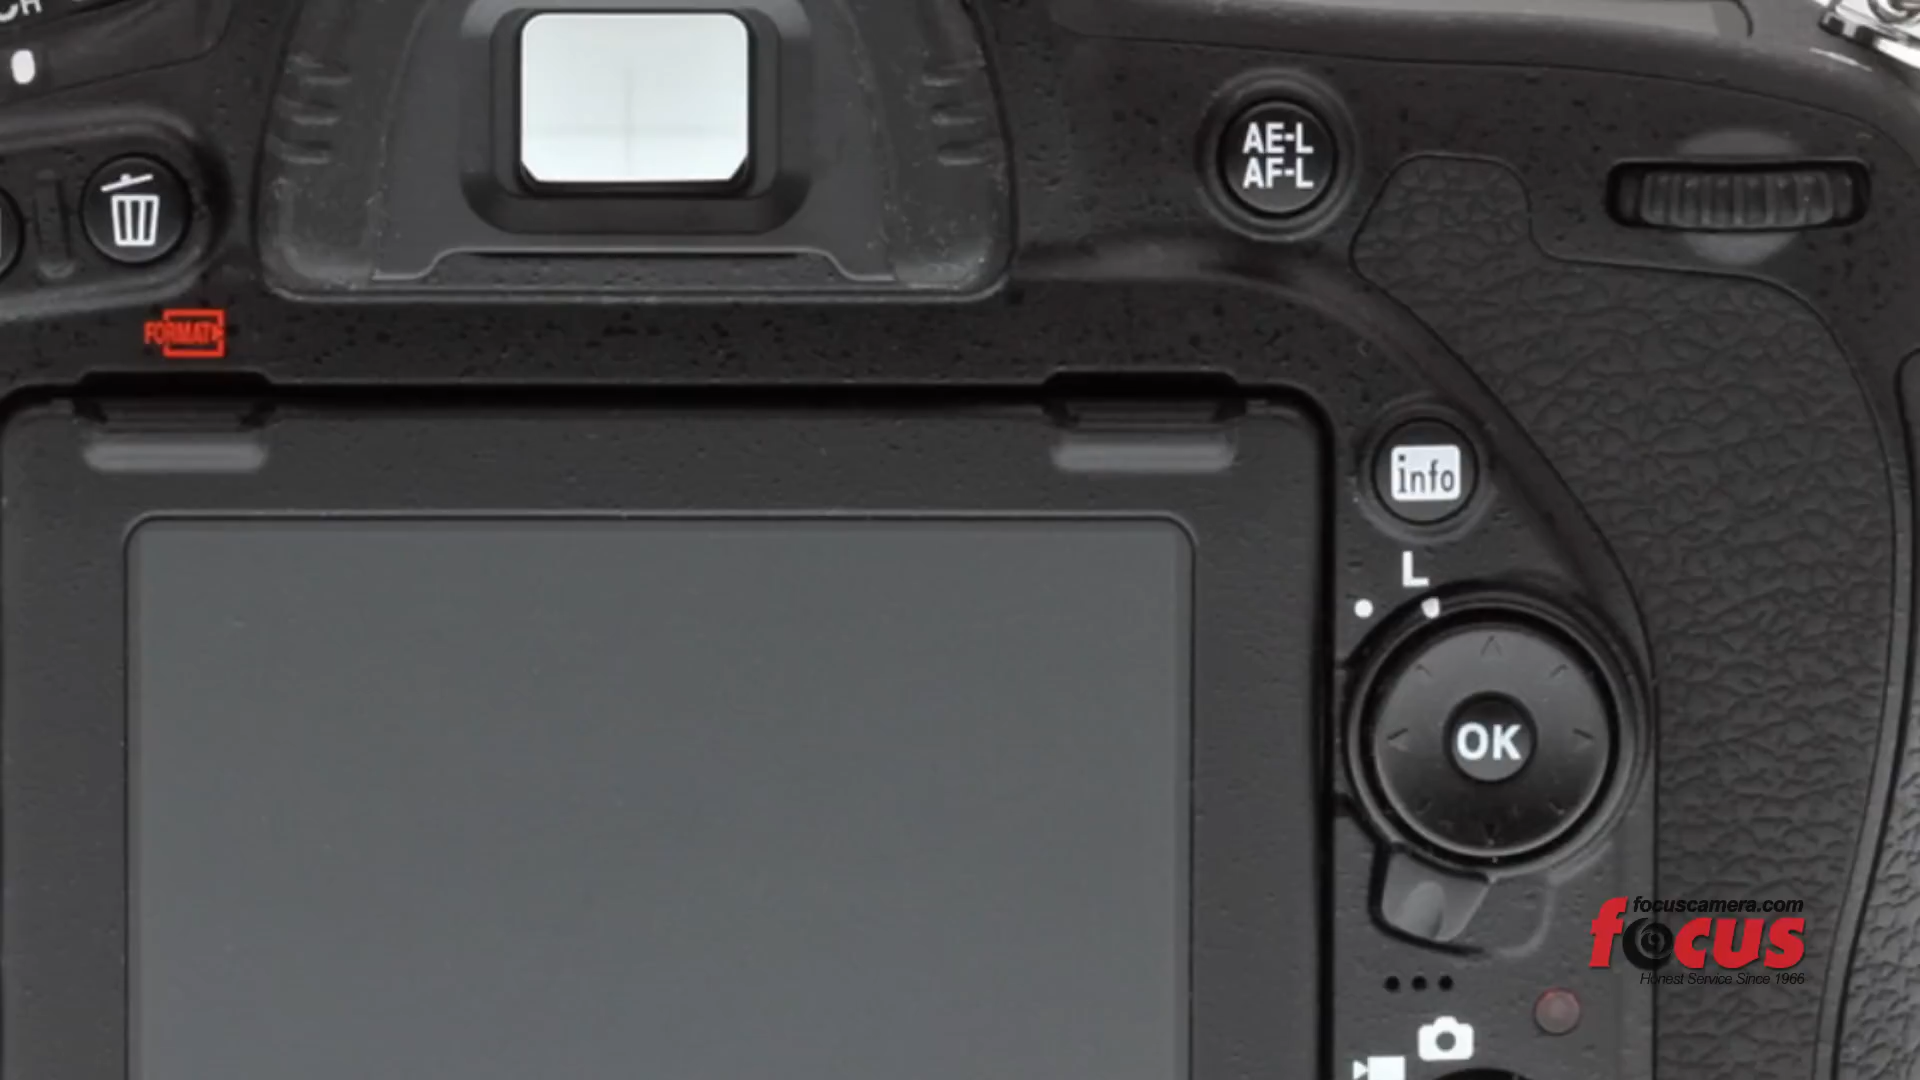 AE-L
AF-L
FORMAT
info
L
OK
focuscamera.com
focus
Honest Service Since 1966